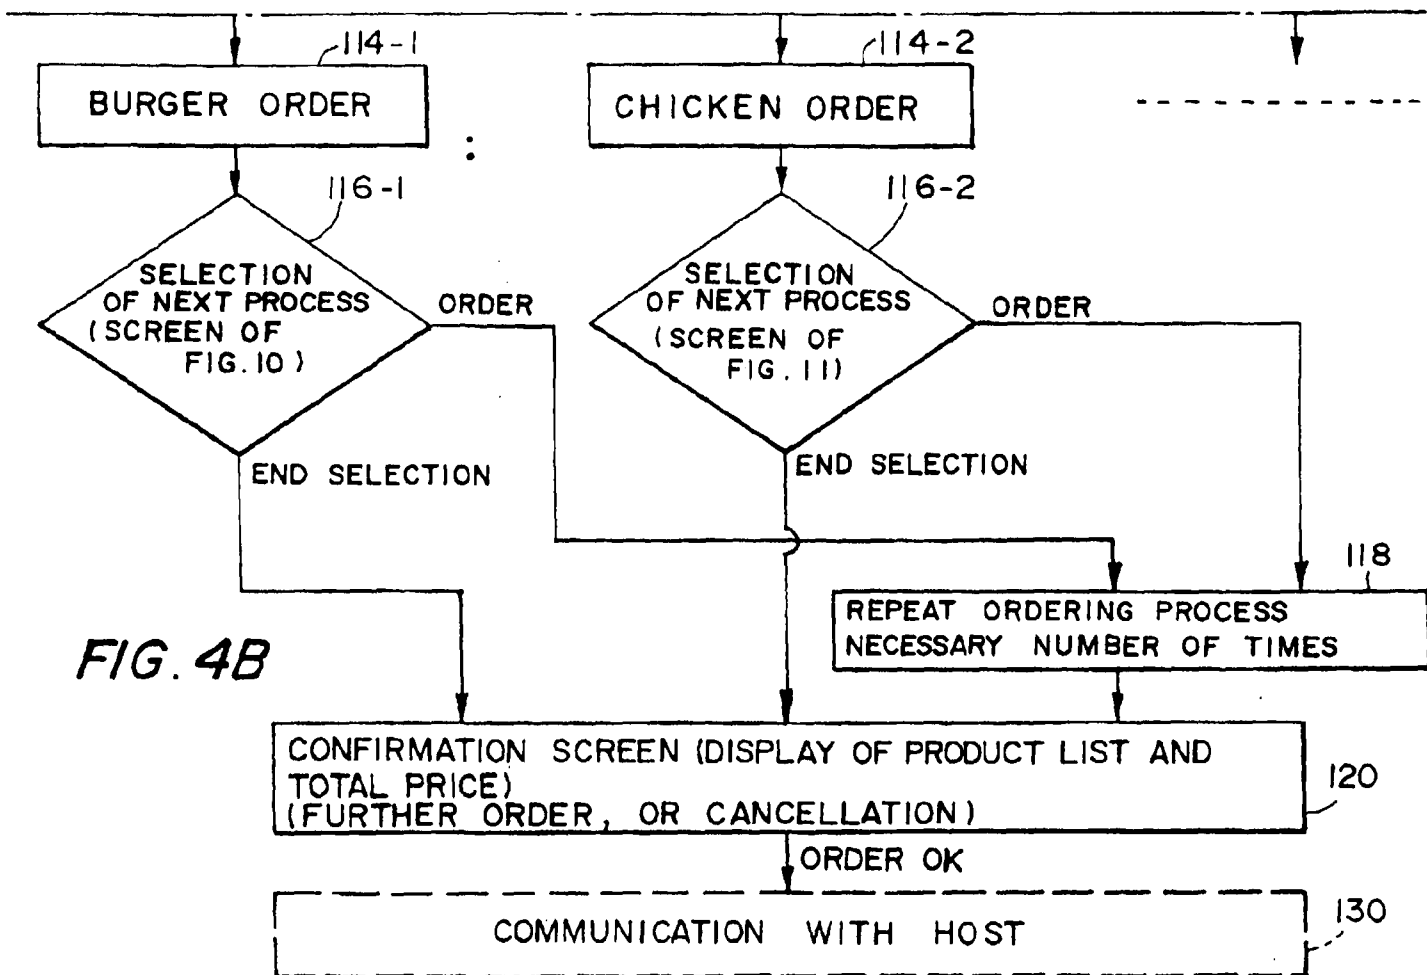 114-1
114-2
BURGER ORDER
CHICKEN ORDER
116-1
116-2
SELECTION
OF NEXT PROCESS
(SCREEN OF
FIG.10)
ORDER
SELECTION
OF NEXT PROCESS
(SCREEN OF
FIG.11)
ORDER
END SELECTION
END SELECTION
118
REPEAT ORDERING PROCESS
NECESSARY NUMBER OF TIMES
FIG. 4B
CONFIRMATION SCREEN (DISPLAY OF PRODUCT LIST AND
TOTAL PRICE)
(FURTHER ORDER, OR CANCELLATION)
120
ORDER OK
COMMUNICATION WITH HOST
130